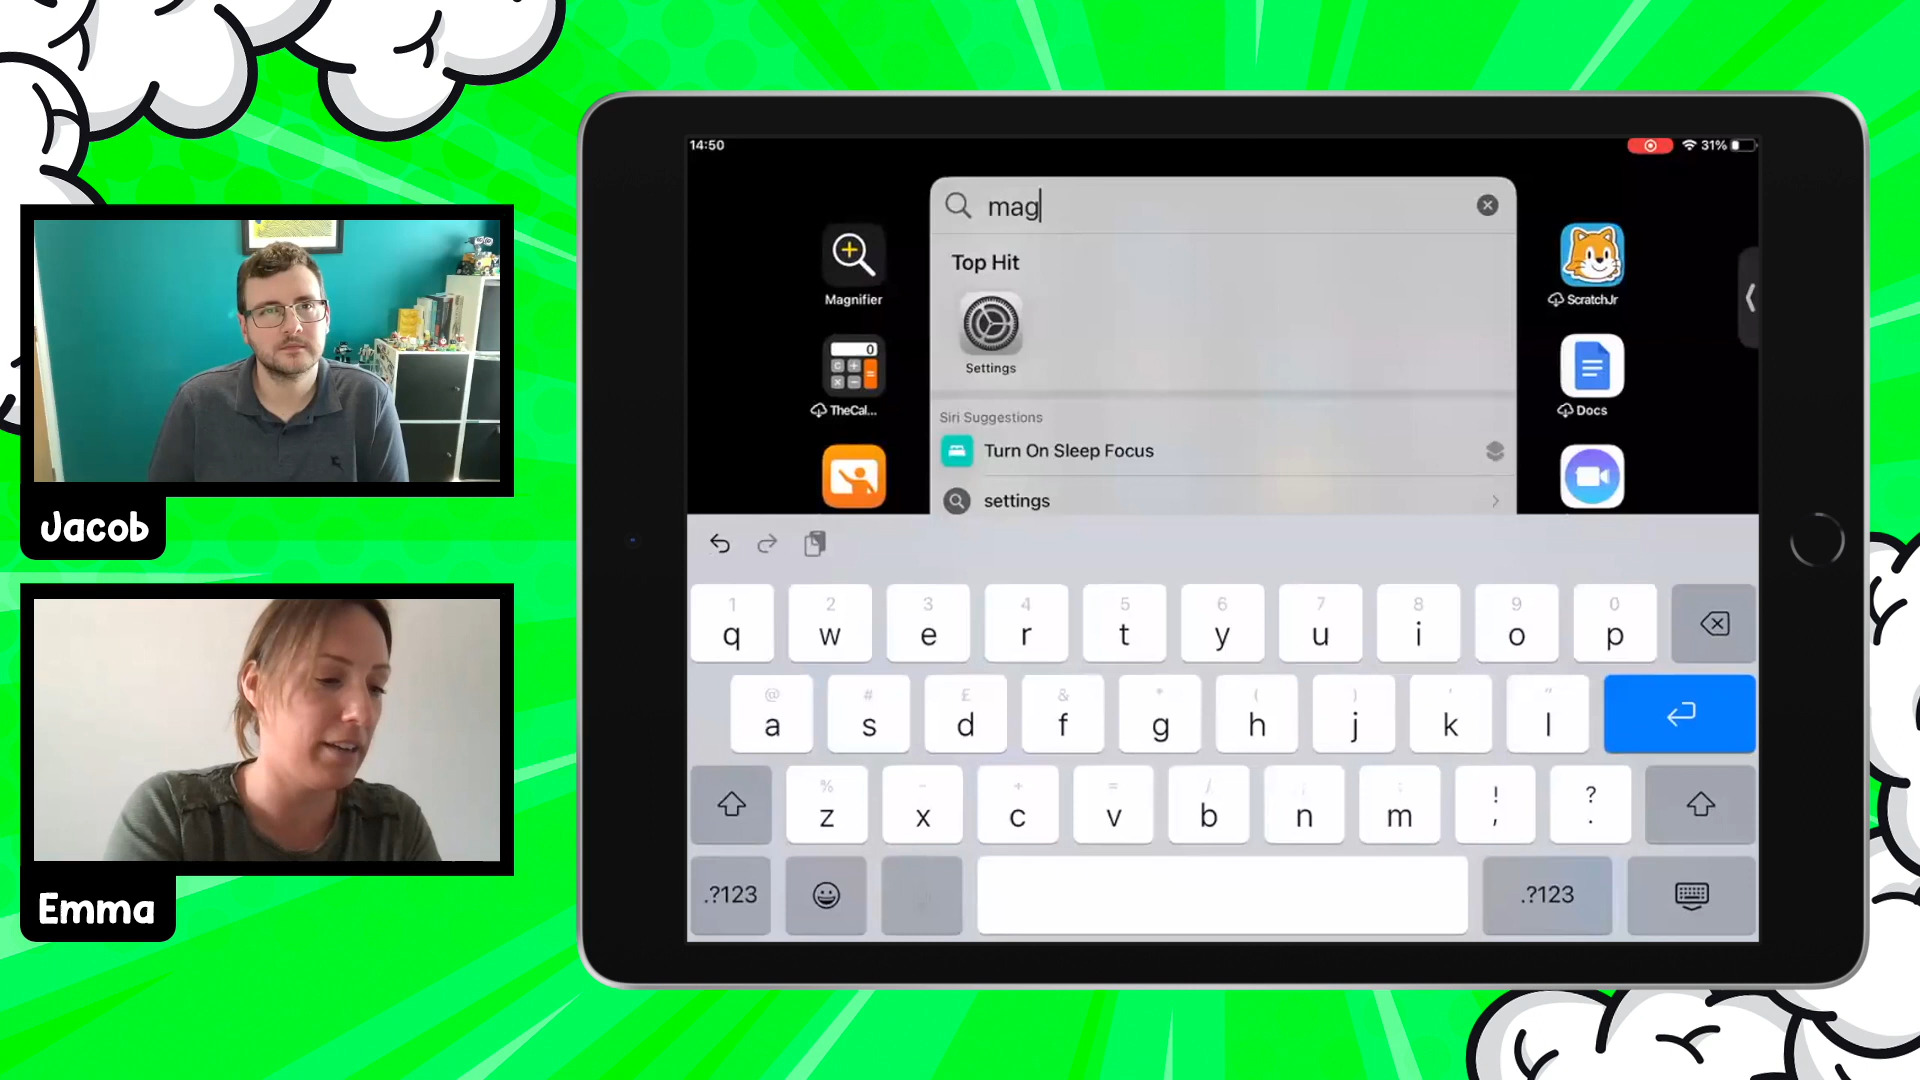 14:50
31%
mag
Top Hit
Magnifier
ScratchJr
Settings
0
TheCal...
Docs
Siri Suggestions
Turn On Sleep Focus
settings
Jacob
Emma
1 2 3 4 5 6 7 8 9 0
q w e r t y u i o p
@ # £ & * ( ) ' "
a s d f g h j k l
% - + = / ; : ! ?
z x c v b n m , .
.?123 .?123